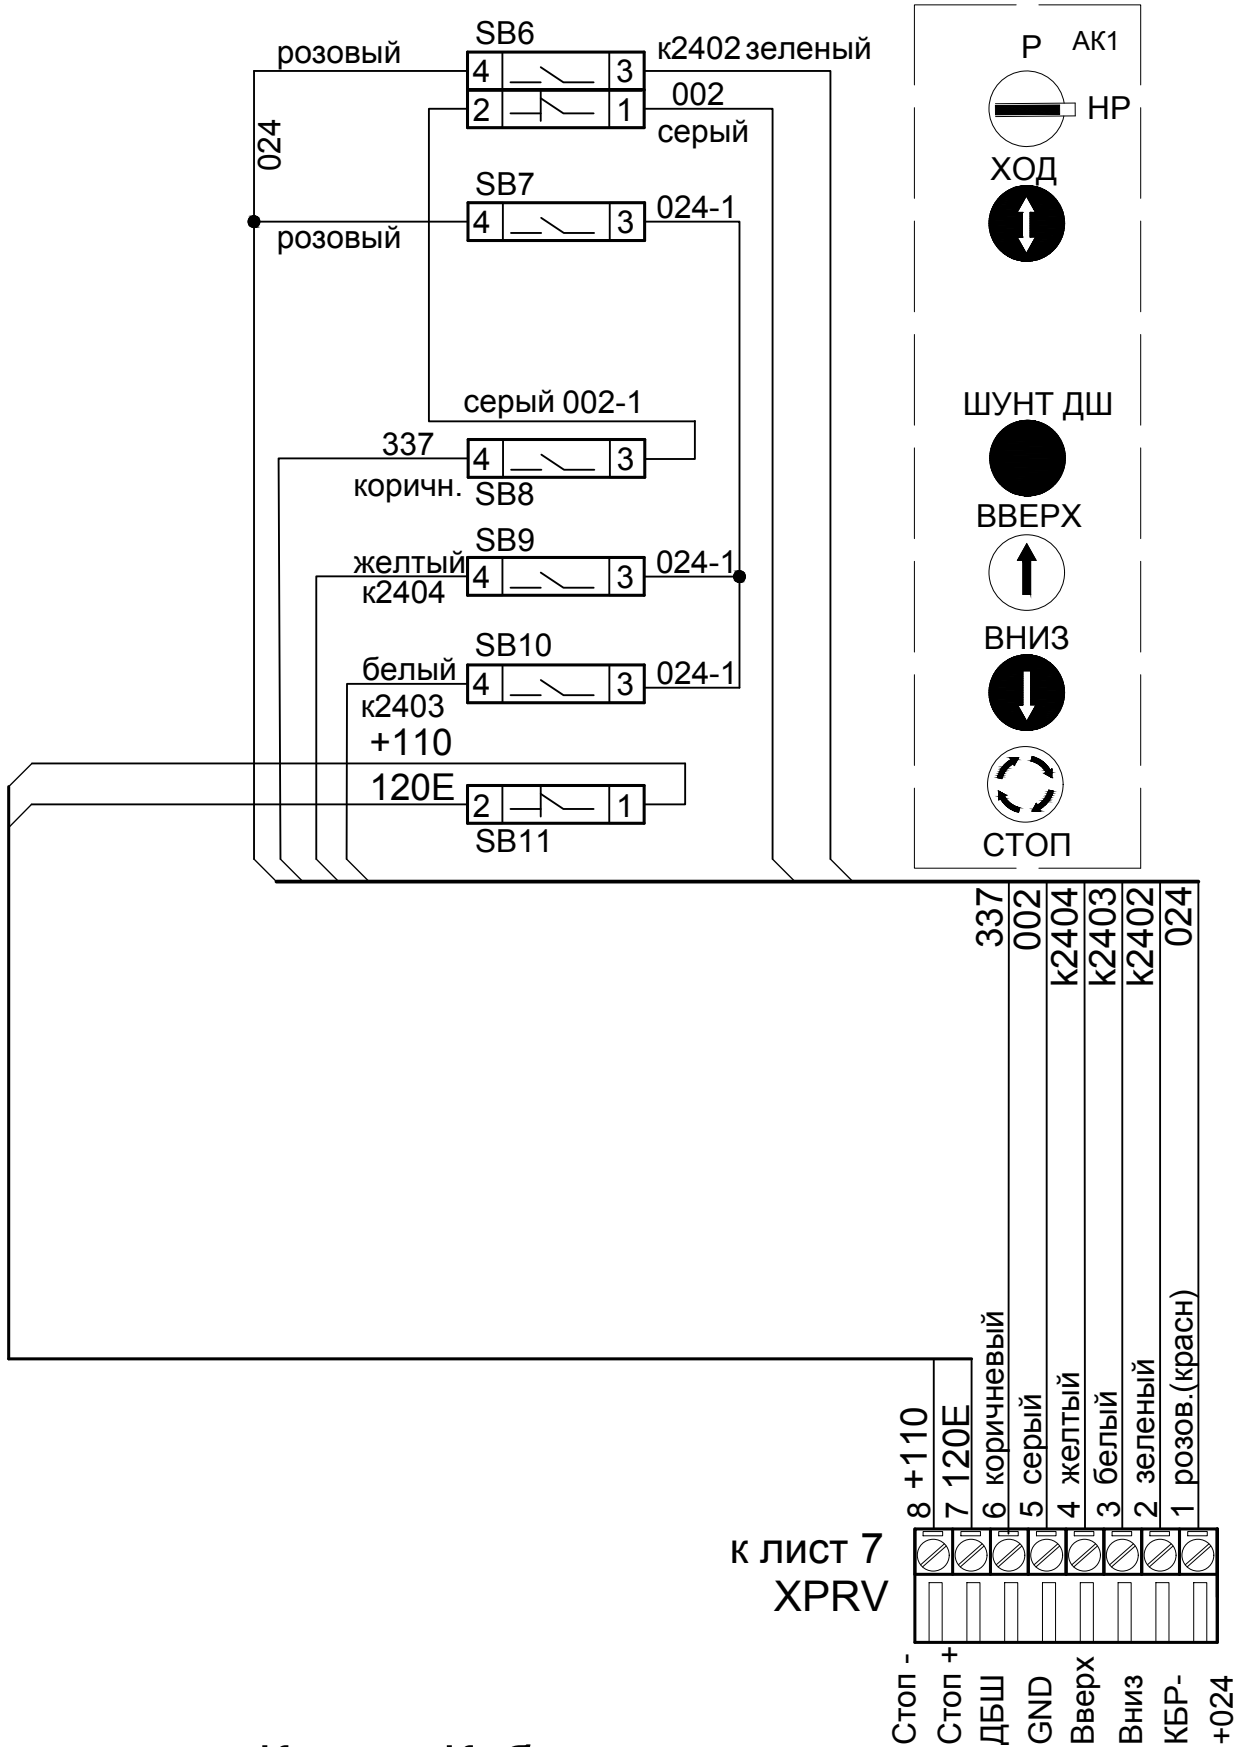 SB6
розовый
к2402 зеленый
4
3
002
2
1
серый
024
SB7
024-1
4
3
розовый
серый 002-1
337
4
3
коричн.
SB8
SB9
желтый
024-1
4
3
к2404
SB10
белый
024-1
4
3
к2403
+110
120Е
2
1
SB11
Р
АК1
НР
ХОД
ШУНТ ДШ
ВВЕРХ
ВНИЗ
СТОП
337
002
к2404
к2403
к2402
024
8 +110
7 120Е
6 коричневый
5 серый
4 желтый
3 белый
2 зеленый
1 розов.(красн)
к лист 7
XPRV
Стоп -
Стоп +
ДБШ
GND
Вверх
Вниз
КБР-
+024